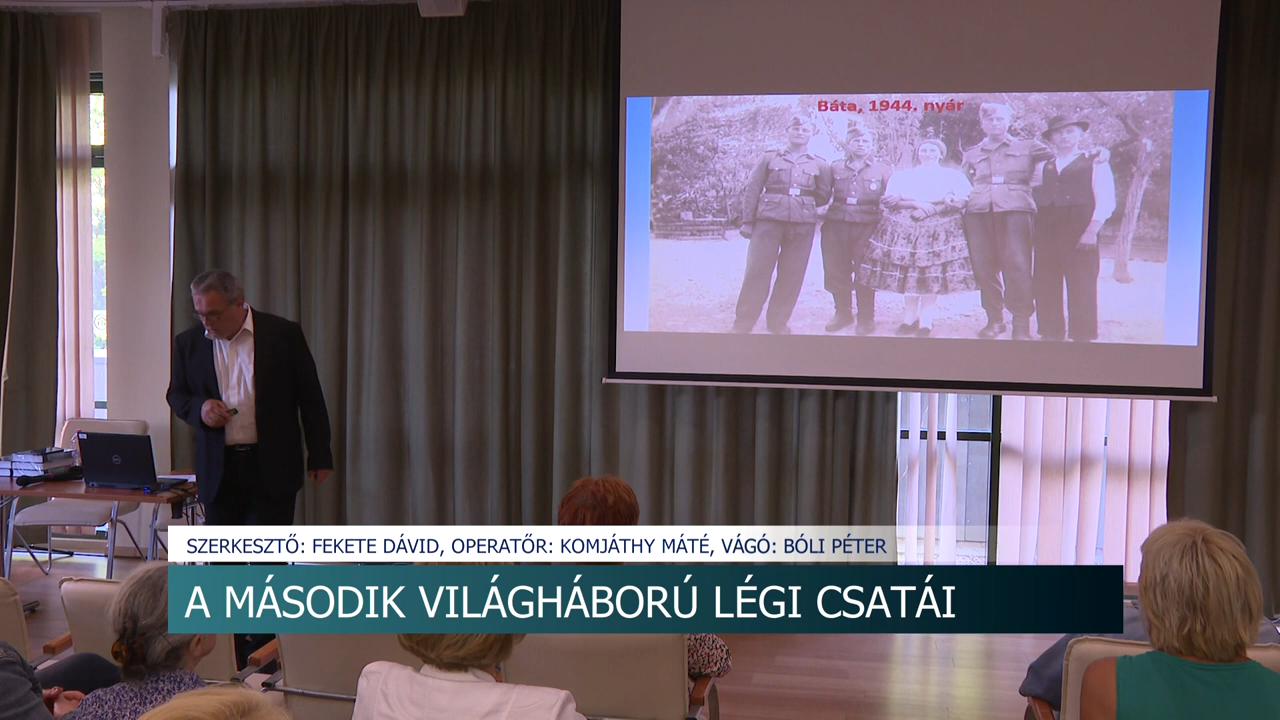 Báta, 1944. nyár
SZERKESZTŐ: FEKETE DÁVID, OPERATŐR: KOMJÁTHY MÁTÉ, VÁGÓ: BÓLI PÉTER
A MÁSODIK VILÁGHÁBORÚ LÉGI CSATÁI